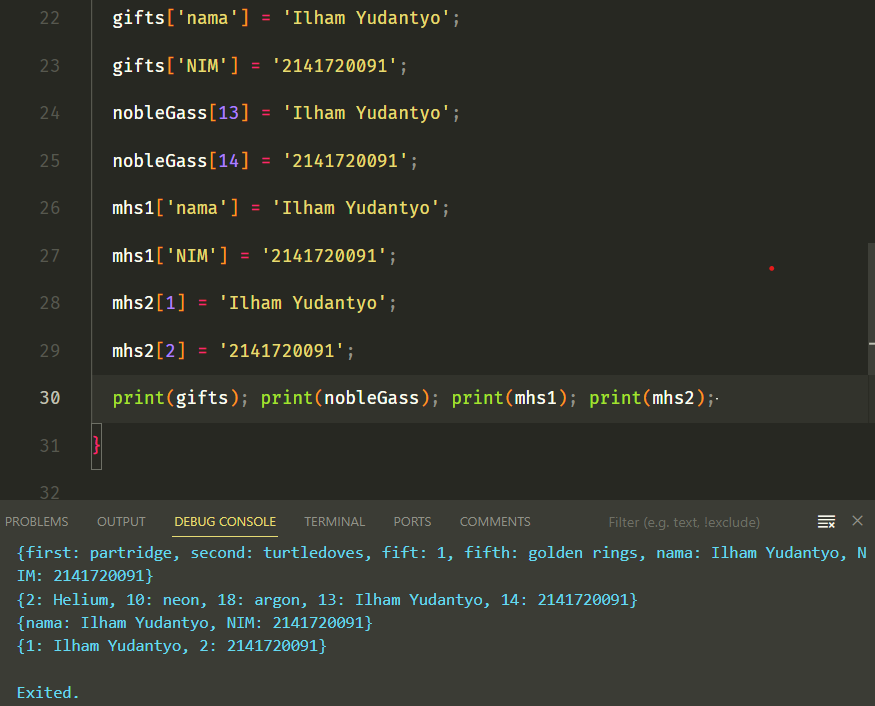 22 gifts['nama'] = 'Ilham Yudantyo';
23 gifts['NIM'] = '2141720091';
24 nobleGass[13] = 'Ilham Yudantyo';
25 nobleGass[14] = '2141720091';
26 mhs1['nama'] = 'Ilham Yudantyo';
27 mhs1['NIM'] = '2141720091';
28 mhs2[1] = 'Ilham Yudantyo';
29 mhs2[2] = '2141720091';
30 print(gifts); print(nobleGass); print(mhs1); print(mhs2);
31 }
32
PROBLEMS OUTPUT DEBUG CONSOLE TERMINAL PORTS COMMENTS Filter (e.g. text, !exclude)
{first: partridge, second: turtledoves, fift: 1, fifth: golden rings, nama: Ilham Yudantyo, N
IM: 2141720091}
{2: Helium, 10: neon, 18: argon, 13: Ilham Yudantyo, 14: 2141720091}
{nama: Ilham Yudantyo, NIM: 2141720091}
{1: Ilham Yudantyo, 2: 2141720091}
Exited.